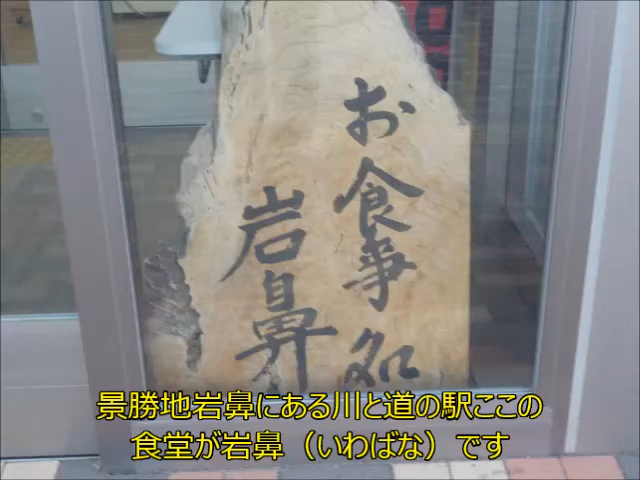 お食事処
岩鼻
景勝地岩鼻にある川と道の駅ここの
食堂が岩鼻（いわばな）です